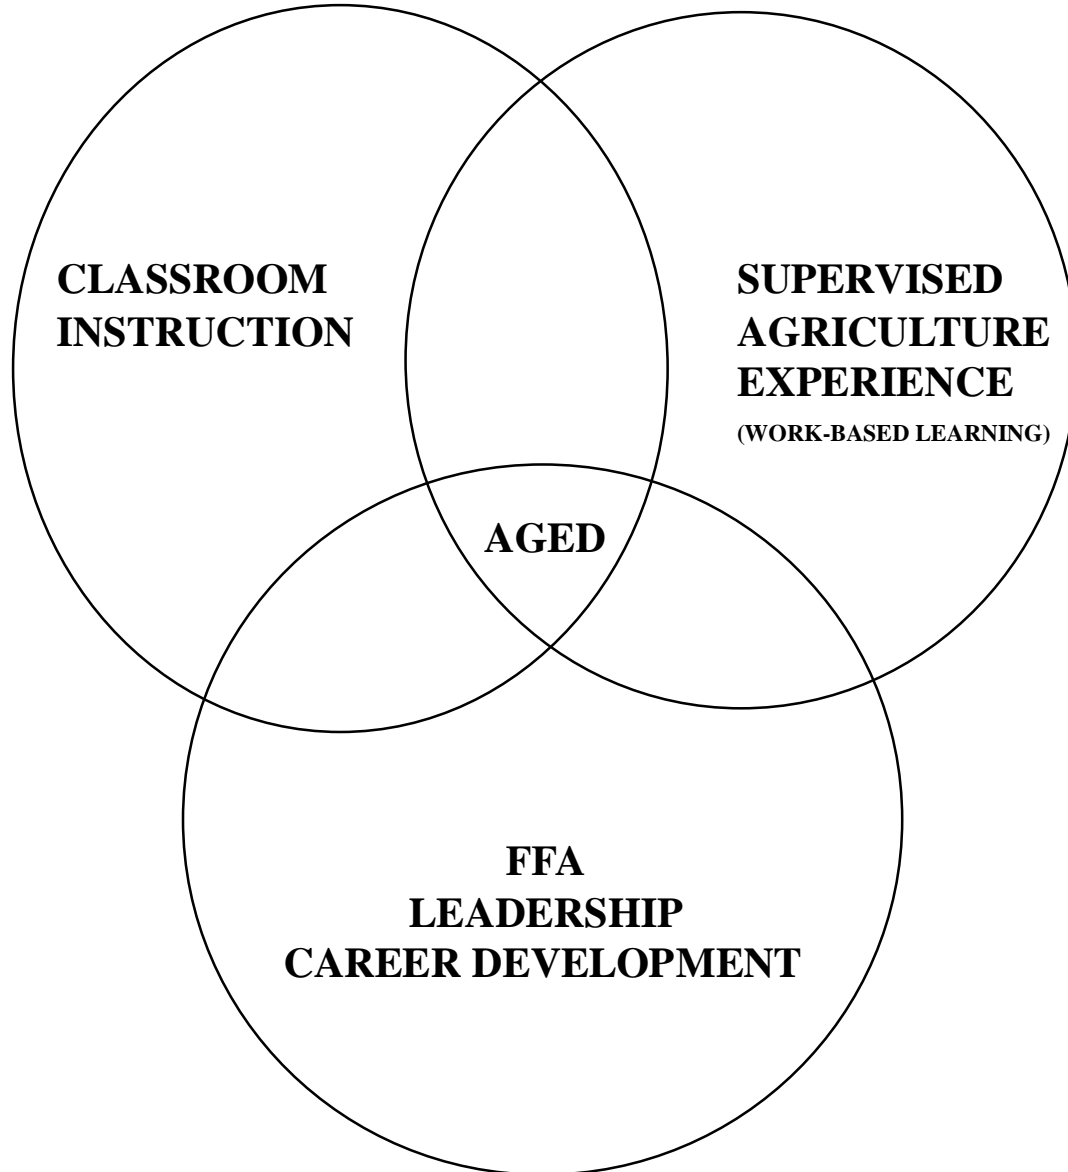 CLASSROOM
INSTRUCTION
SUPERVISED
AGRICULTURE
EXPERIENCE
(WORK-BASED LEARNING)
AGED
FFA
LEADERSHIP
CAREER DEVELOPMENT